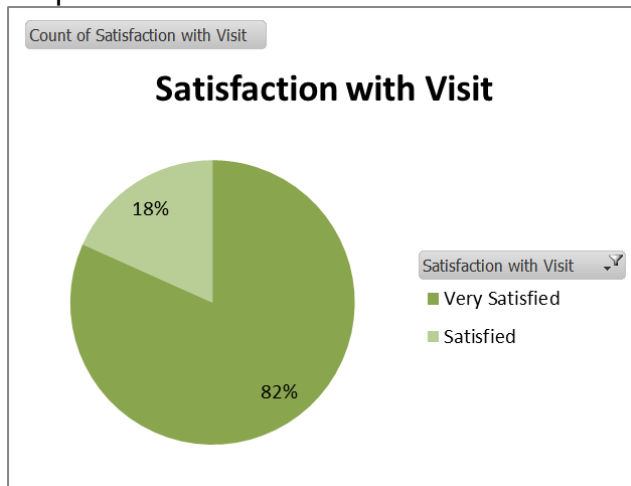 Count of Satisfaction with Visit
Satisfaction with Visit
18%
82%
Satisfaction with Visit
Very Satisfied
Satisfied